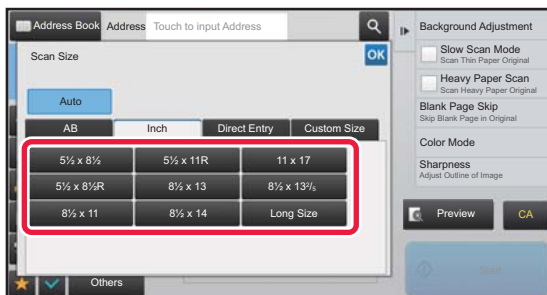 Address Book Address Touch to input Address
Scan Size
OK
Auto
AB Inch Direct Entry Custom Size
5½ x 8½ 5½ x 11R 11 x 17
5½ x 8½R 8½ x 13 8½ x 13²/₅
8½ x 11 8½ x 14 Long Size
Others
Background Adjustment
Slow Scan Mode
Scan Thin Paper Original
Heavy Paper Scan
Scan Heavy Paper Original
Blank Page Skip
Skip Blank Page in Original
Color Mode
Sharpness
Adjust Outline of Image
Preview CA
Start